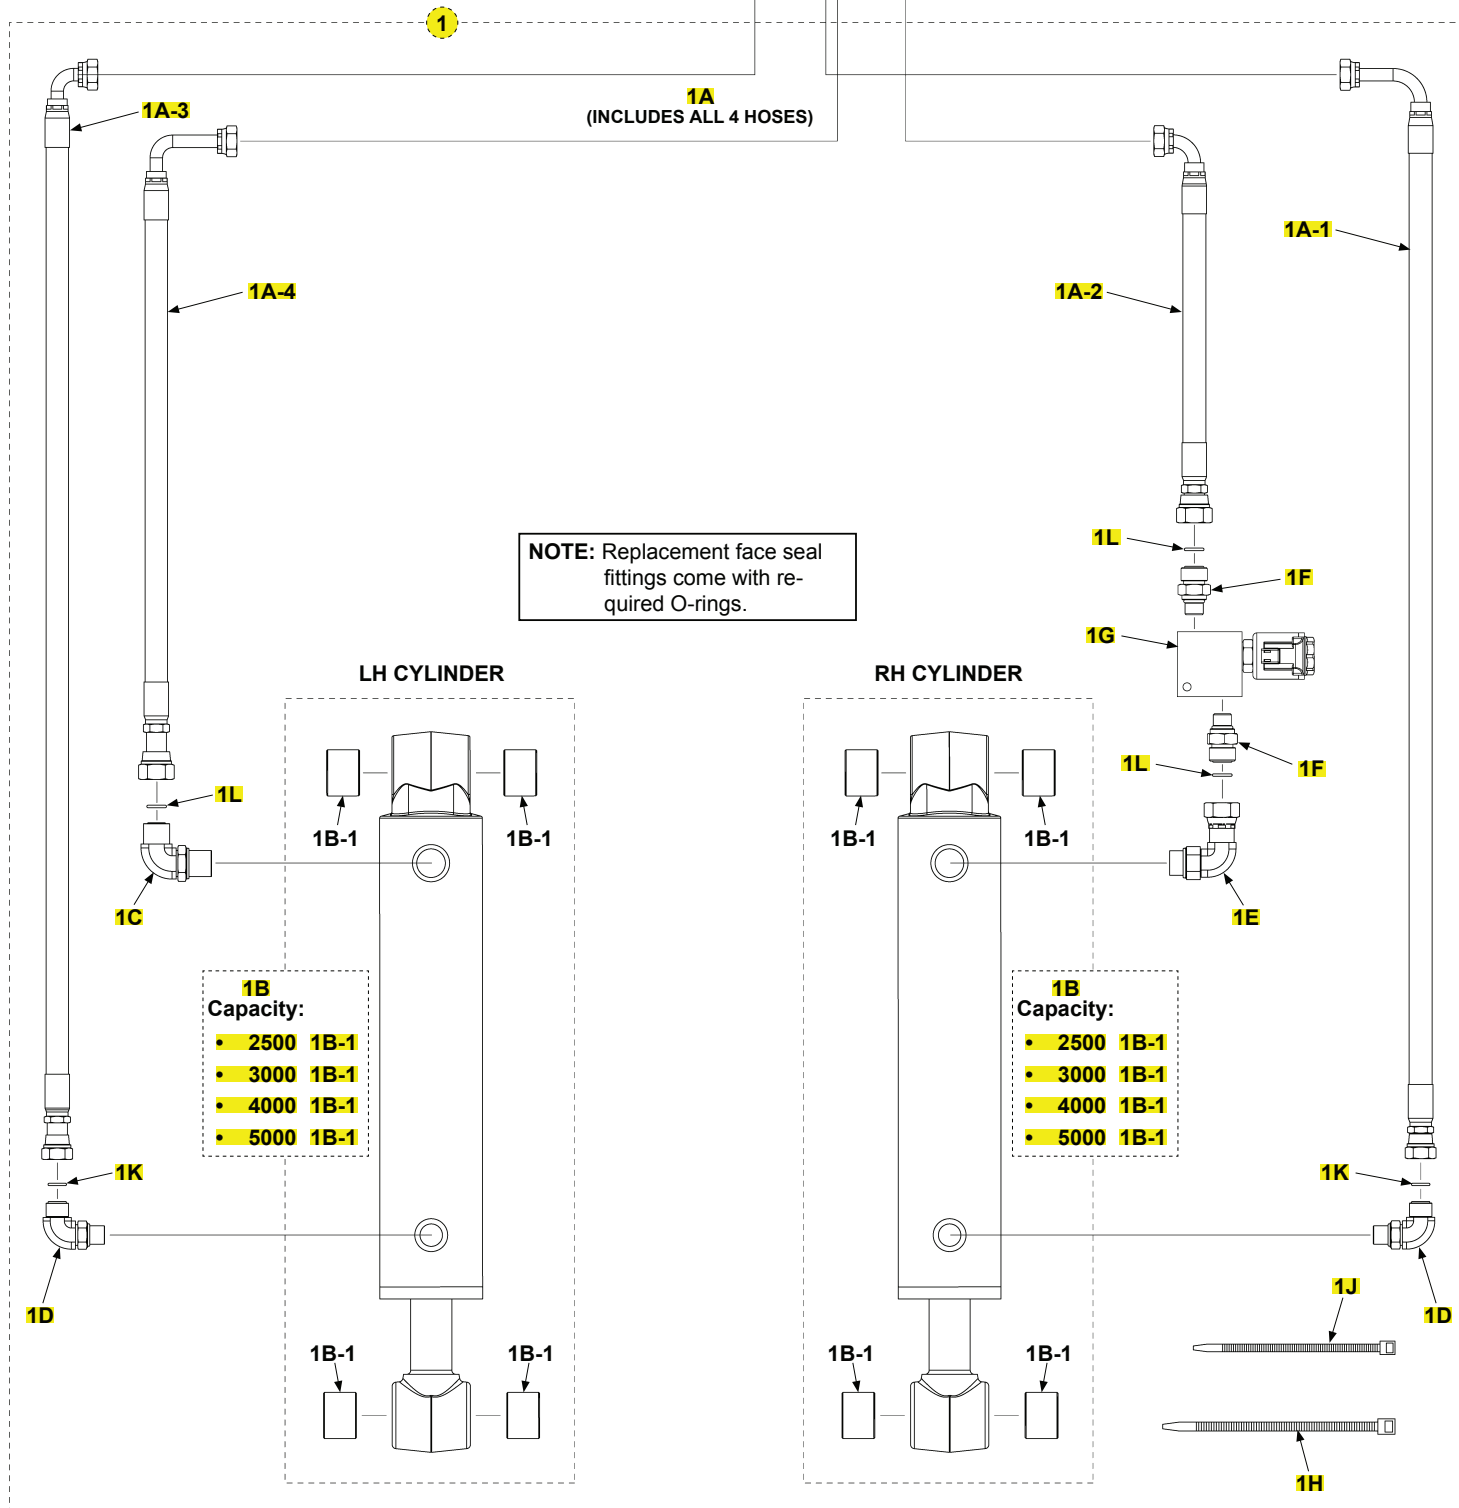 1
1A
(INCLUDES ALL 4 HOSES)
1A-3
1A-4
1A-2
1A-1
NOTE: Replacement face seal
fittings come with re-
quired O-rings.
1L
1F
1G
LH CYLINDER
RH CYLINDER
1L
1F
1L
1B-1
1B-1
1B-1
1B-1
1C
1E
1B
Capacity:
• 2500 1B-1
• 3000 1B-1
• 4000 1B-1
• 5000 1B-1
1B
Capacity:
• 2500 1B-1
• 3000 1B-1
• 4000 1B-1
• 5000 1B-1
1K
1K
1D
1J
1D
1B-1
1B-1
1B-1
1B-1
1H